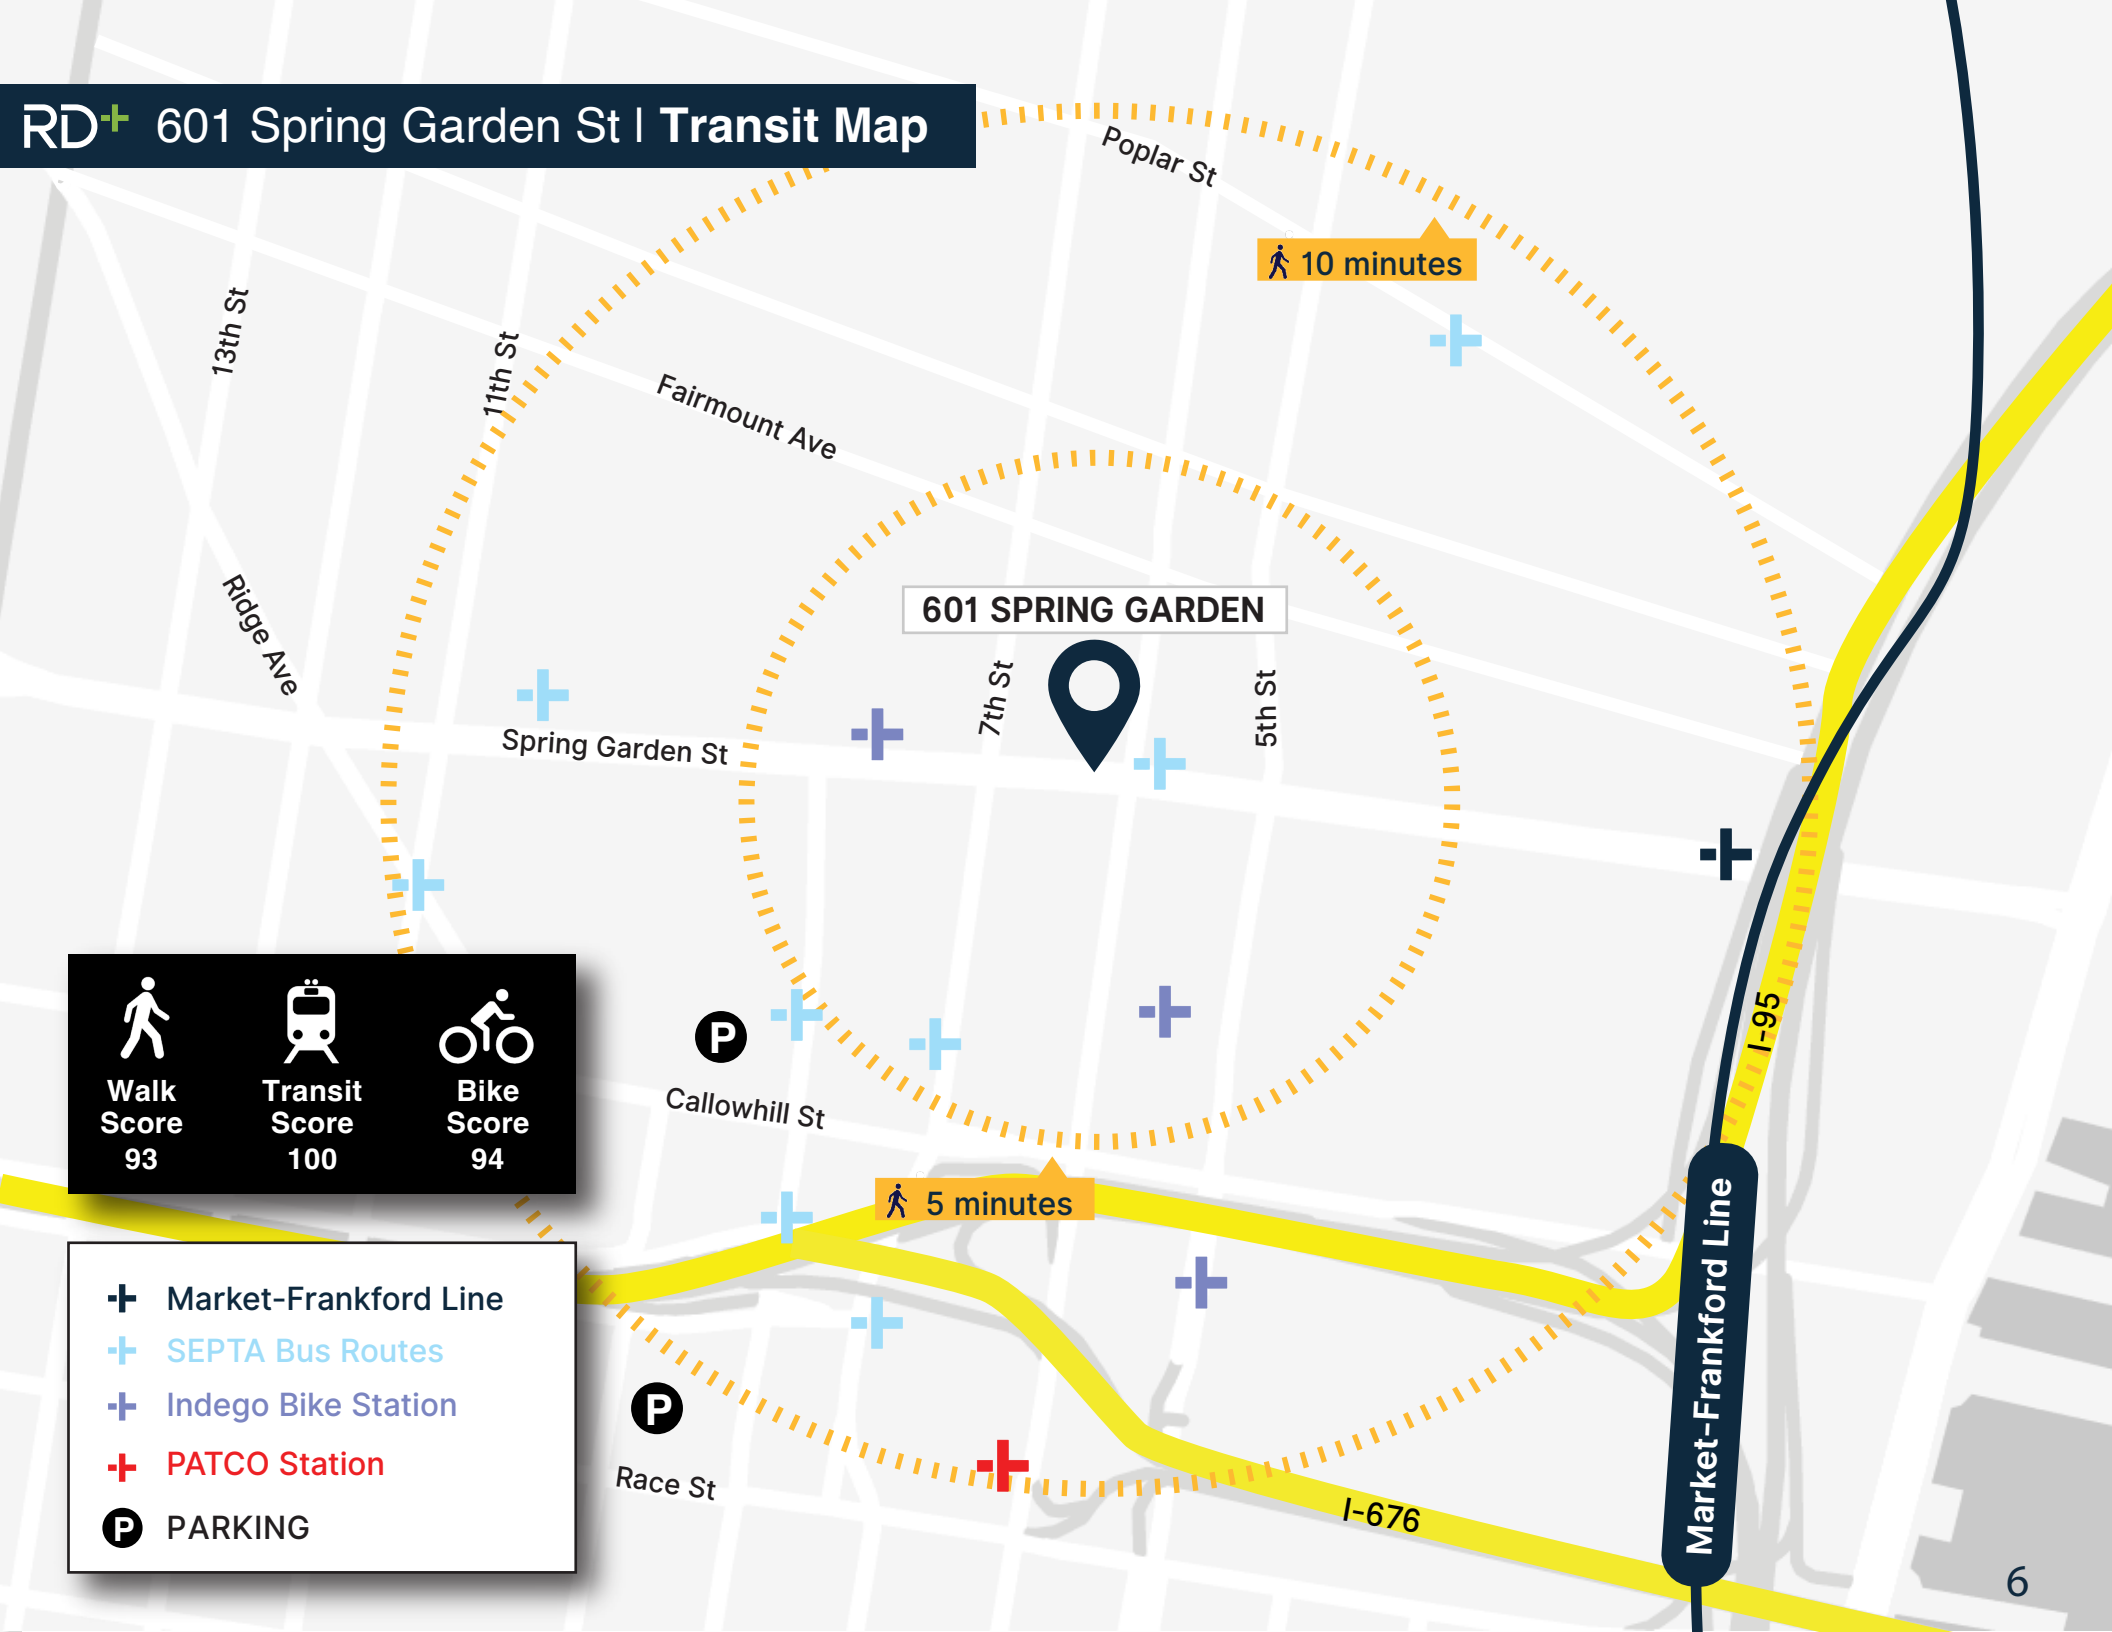 RD+ 601 Spring Garden St | Transit Map
Poplar St
10 minutes
13th St
11th St
Fairmount Ave
Ridge Ave
601 SPRING GARDEN
7th St
5th St
Spring Garden St
I-95
P
Callowhill St
Walk Score 93
Transit Score 100
Bike Score 94
5 minutes
Market-Frankford Line
Market-Frankford Line
SEPTA Bus Routes
Indego Bike Station
PATCO Station
P PARKING
P
Race St
I-676
6